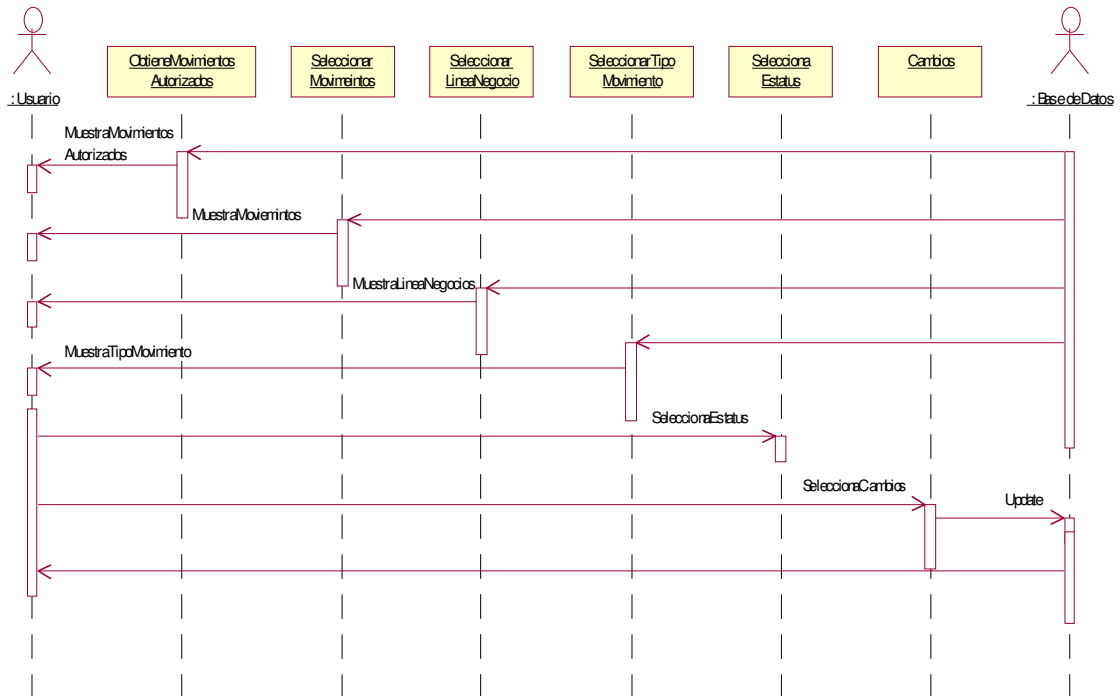 : Usuario
ObtieneMovimientos
Autorizados
Seleccionar
Movimeintos
Seleccionar
LineaNegocio
SeleccionarTipo
Movimiento
Selecciona
Estatus
Cambios
: Base de Datos
MuestraMovimientos
Autorizados
MuestraMoviemintos
MuestraLineaNegocios
MuestraTipoMovimiento
SeleccionaEstatus
SeleccionaCambios
Update